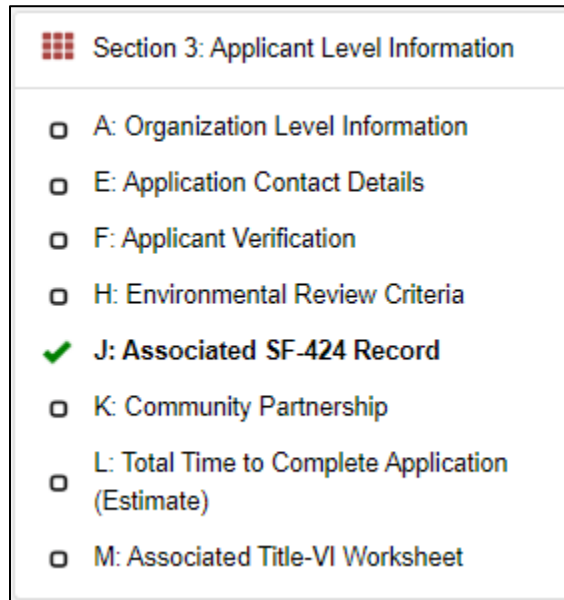 Section 3: Applicant Level Information
A: Organization Level Information
E: Application Contact Details
F: Applicant Verification
H: Environmental Review Criteria
J: Associated SF-424 Record
K: Community Partnership
L: Total Time to Complete Application
(Estimate)
M: Associated Title-VI Worksheet